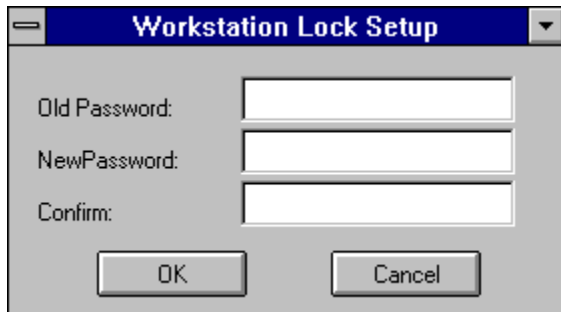 Workstation Lock Setup
Old Password:
NewPassword:
Confirm:
OK Cancel